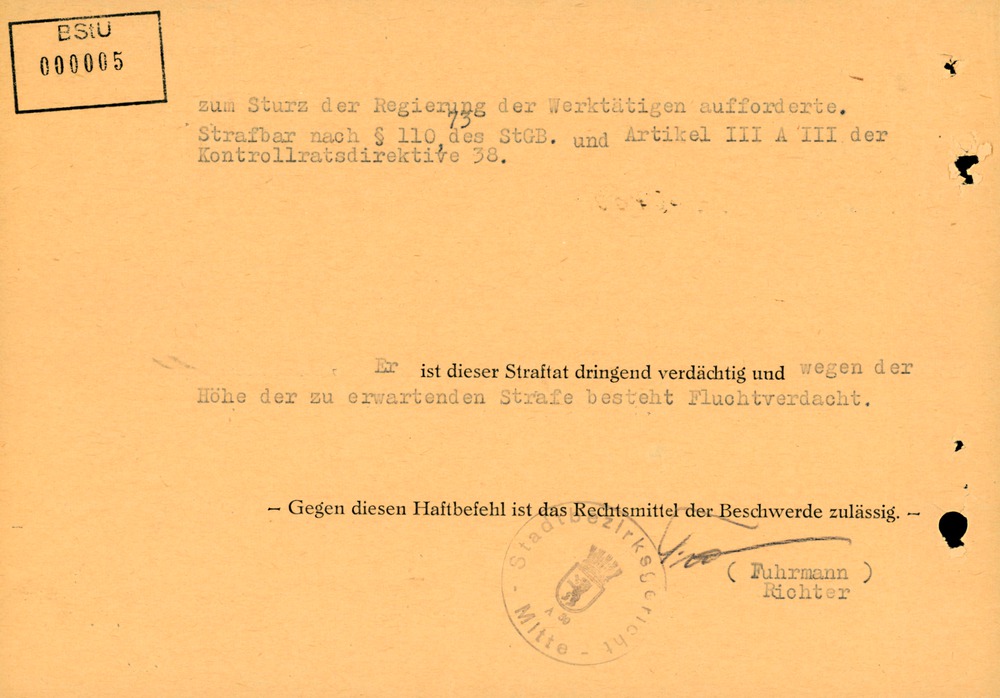 BStU
000005
zum Sturz der Regierung der Werktätigen aufforderte.
73
Strafbar nach § 110, des StGB. und Artikel III A III der
Kontrollratsdirektive 38.
Er ist dieser Straftat dringend verdächtig und wegen der
Höhe der zu erwartenden Strafe besteht Fluchtverdacht.
— Gegen diesen Haftbefehl ist das Rechtsmittel der Beschwerde zulässig. —
Stadtbezirksgericht
- Mitte -
( Fuhrmann )
Richter